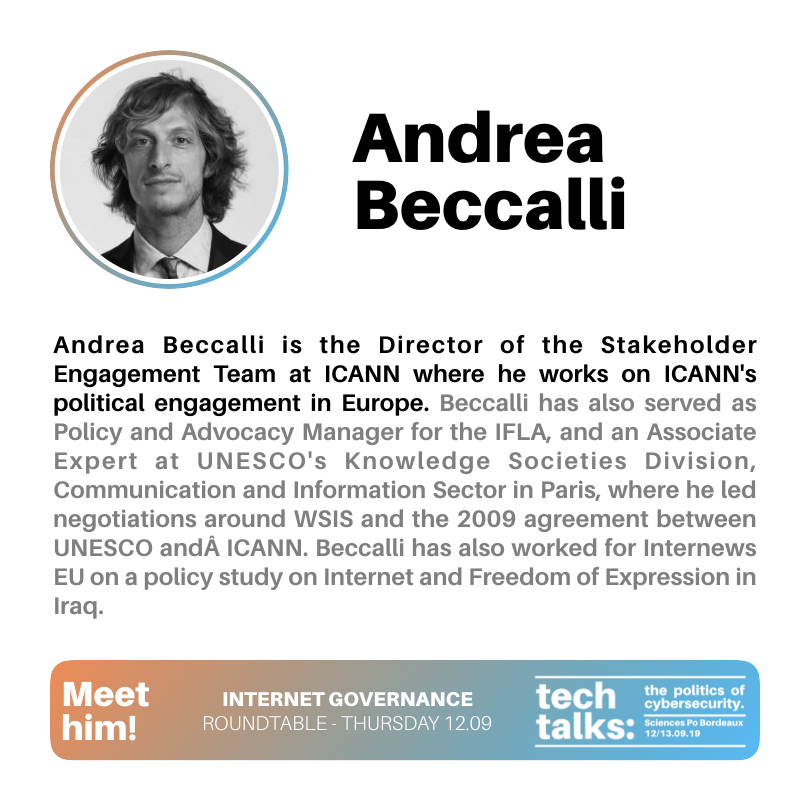 Andrea
Beccalli
Andrea Beccalli is the Director of the Stakeholder
Engagement Team at ICANN where he works on ICANN's
political engagement in Europe. Beccalli has also served as
Policy and Advocacy Manager for the IFLA, and an Associate
Expert at UNESCO's Knowledge Societies Division,
Communication and Information Sector in Paris, where he led
negotiations around WSIS and the 2009 agreement between
UNESCO andÂ ICANN. Beccalli has also worked for Internews
EU on a policy study on Internet and Freedom of Expression in
Iraq.
Meet
him!
INTERNET GOVERNANCE
ROUNDTABLE - THURSDAY 12.09
tech
talks:
the politics of
cybersecurity.
Sciences Po Bordeaux
12/13.09.19